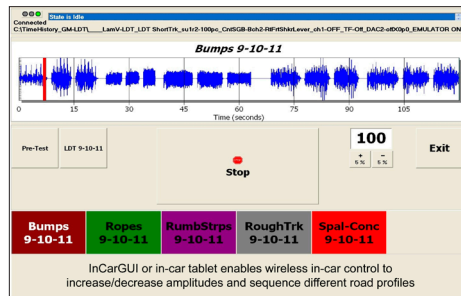 State is Idle
Connected
C:\TimeHistory_GM-LDT\____LamV-LDT_LDT ShortTrk_su1r2-100pc_CntSGB-Bch2-RtFrtShkrLever_ch1-OFF_TF-Off_DAC2-offX0p0_EMULATOR ON
Bumps 9-10-11
0 15 30 45 60 75 90 105
Time (seconds)
Pre-Test LDT 9-10-11 Stop 100 Exit
+ -
5 % 5 %
Bumps Ropes RumbStrps RoughTrk Spal-Conc
9-10-11 9-10-11 9-10-11 9-10-11 9-10-11
InCarGUI or in-car tablet enables wireless in-car control to
increase/decrease amplitudes and sequence different road profiles